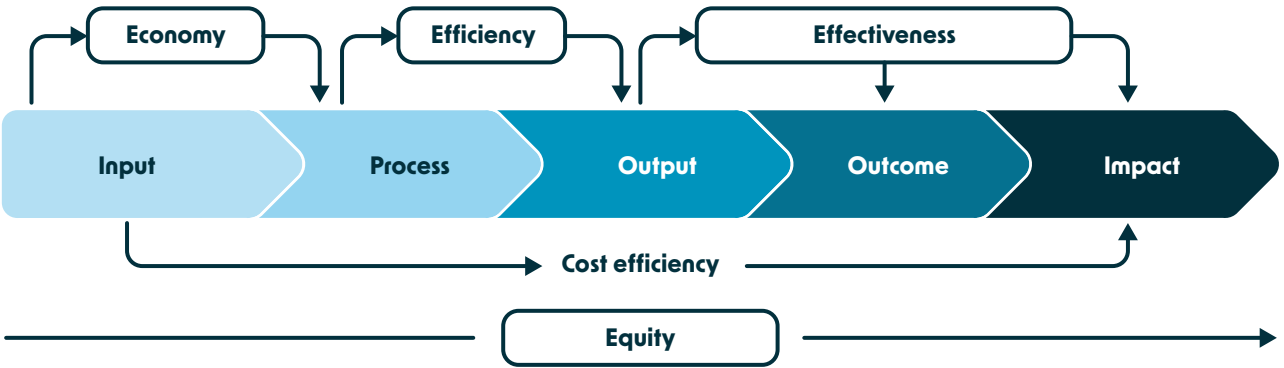 Economy
Efficiency
Effectiveness
Input
Process
Output
Outcome
Impact
Cost efficiency
Equity